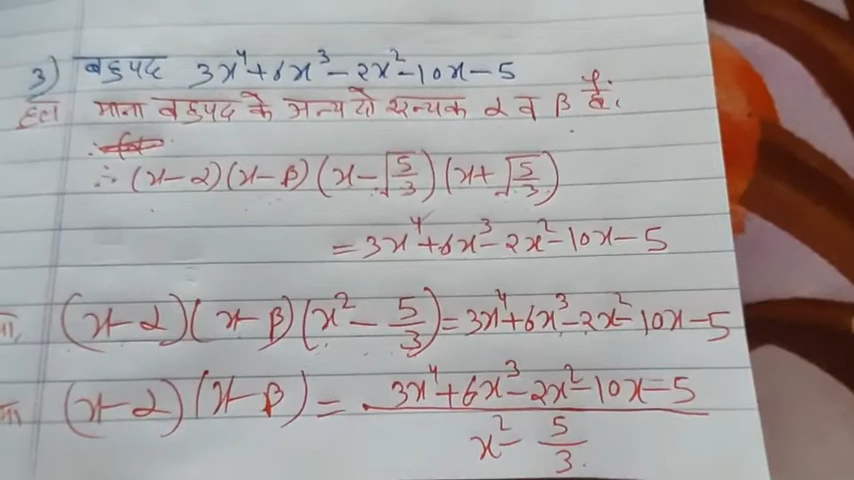 3) बहुपद 3x⁴+6x³-2x²-10x-5
हल माना बहुपद के अन्य दो शून्यक α व β हैं।
∴ (x-α)(x-β)(x-√5/3)(x+√5/3)
=3x⁴+6x³-2x²-10x-5
या, (x-α)(x-β)(x²-5/3)=3x⁴+6x³-2x²-10x-5
या (x-α)(x-β)= 3x⁴+6x³-2x²-10x-5
x²-5/3